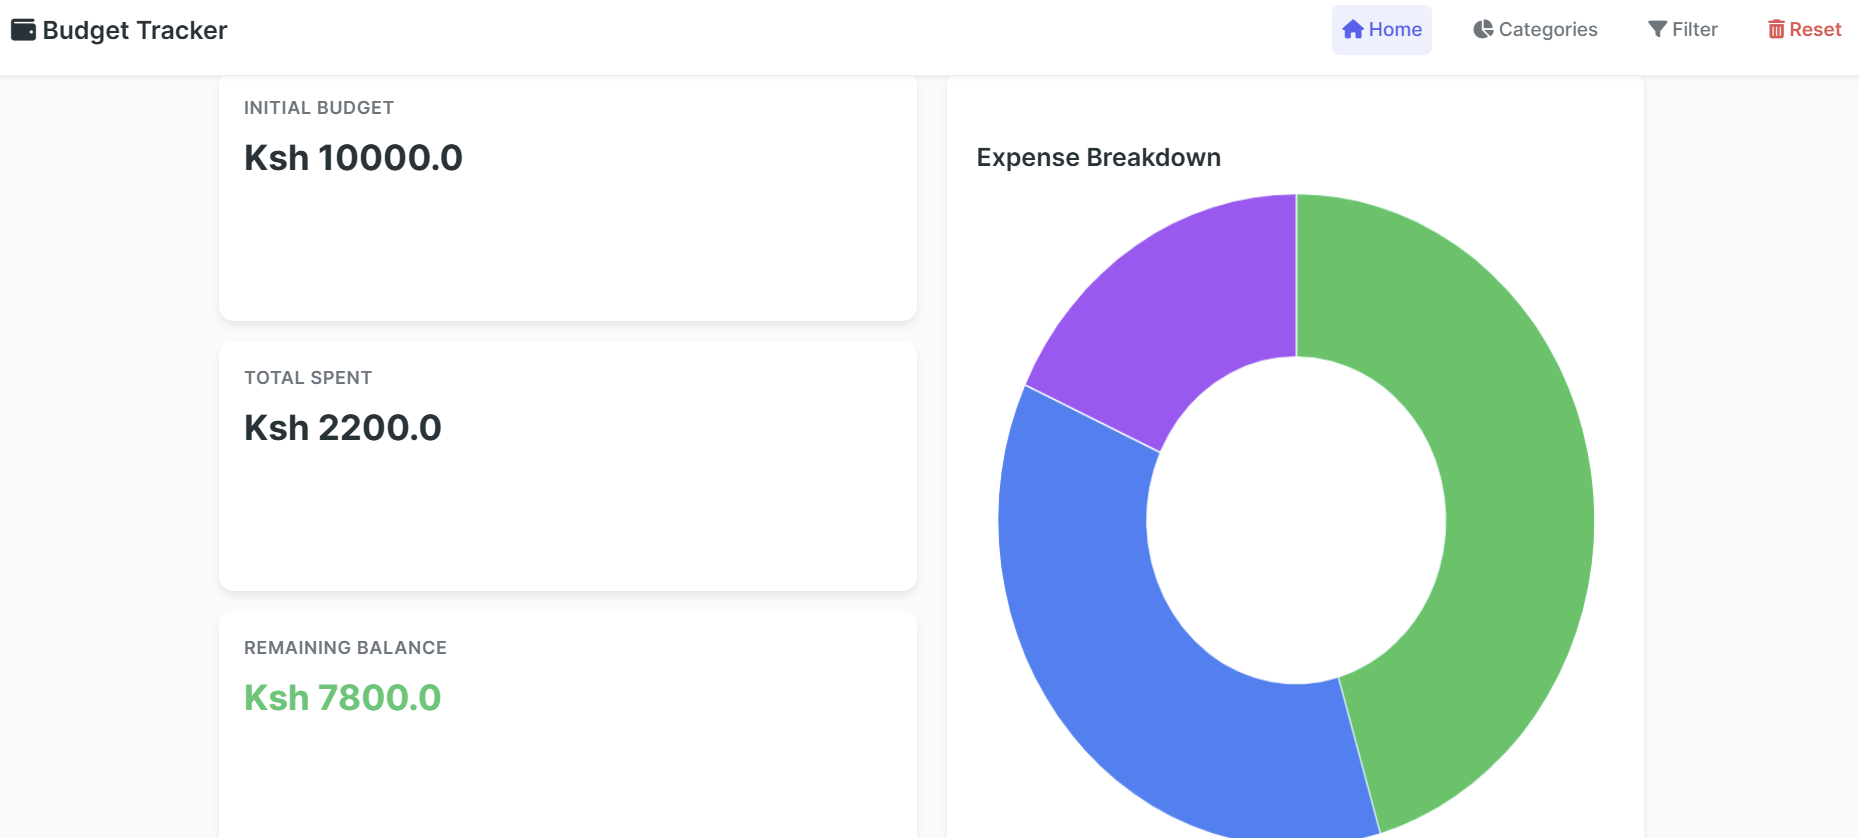 Budget Tracker
Home
Categories
Filter
Reset
INITIAL BUDGET
Ksh 10000.0
TOTAL SPENT
Ksh 2200.0
REMAINING BALANCE
Ksh 7800.0
Expense Breakdown